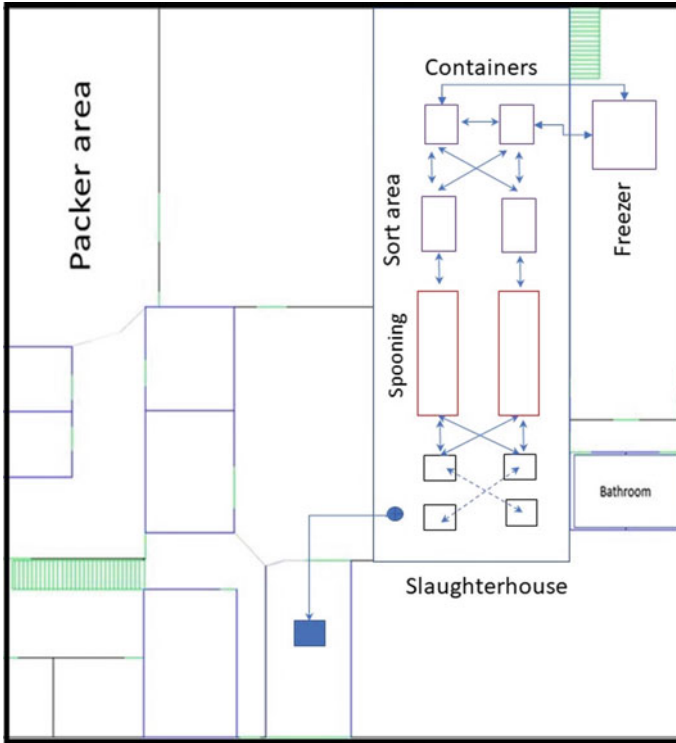 Packer area
Containers
Sort area
Freezer
Spooning
Bathroom
Slaughterhouse